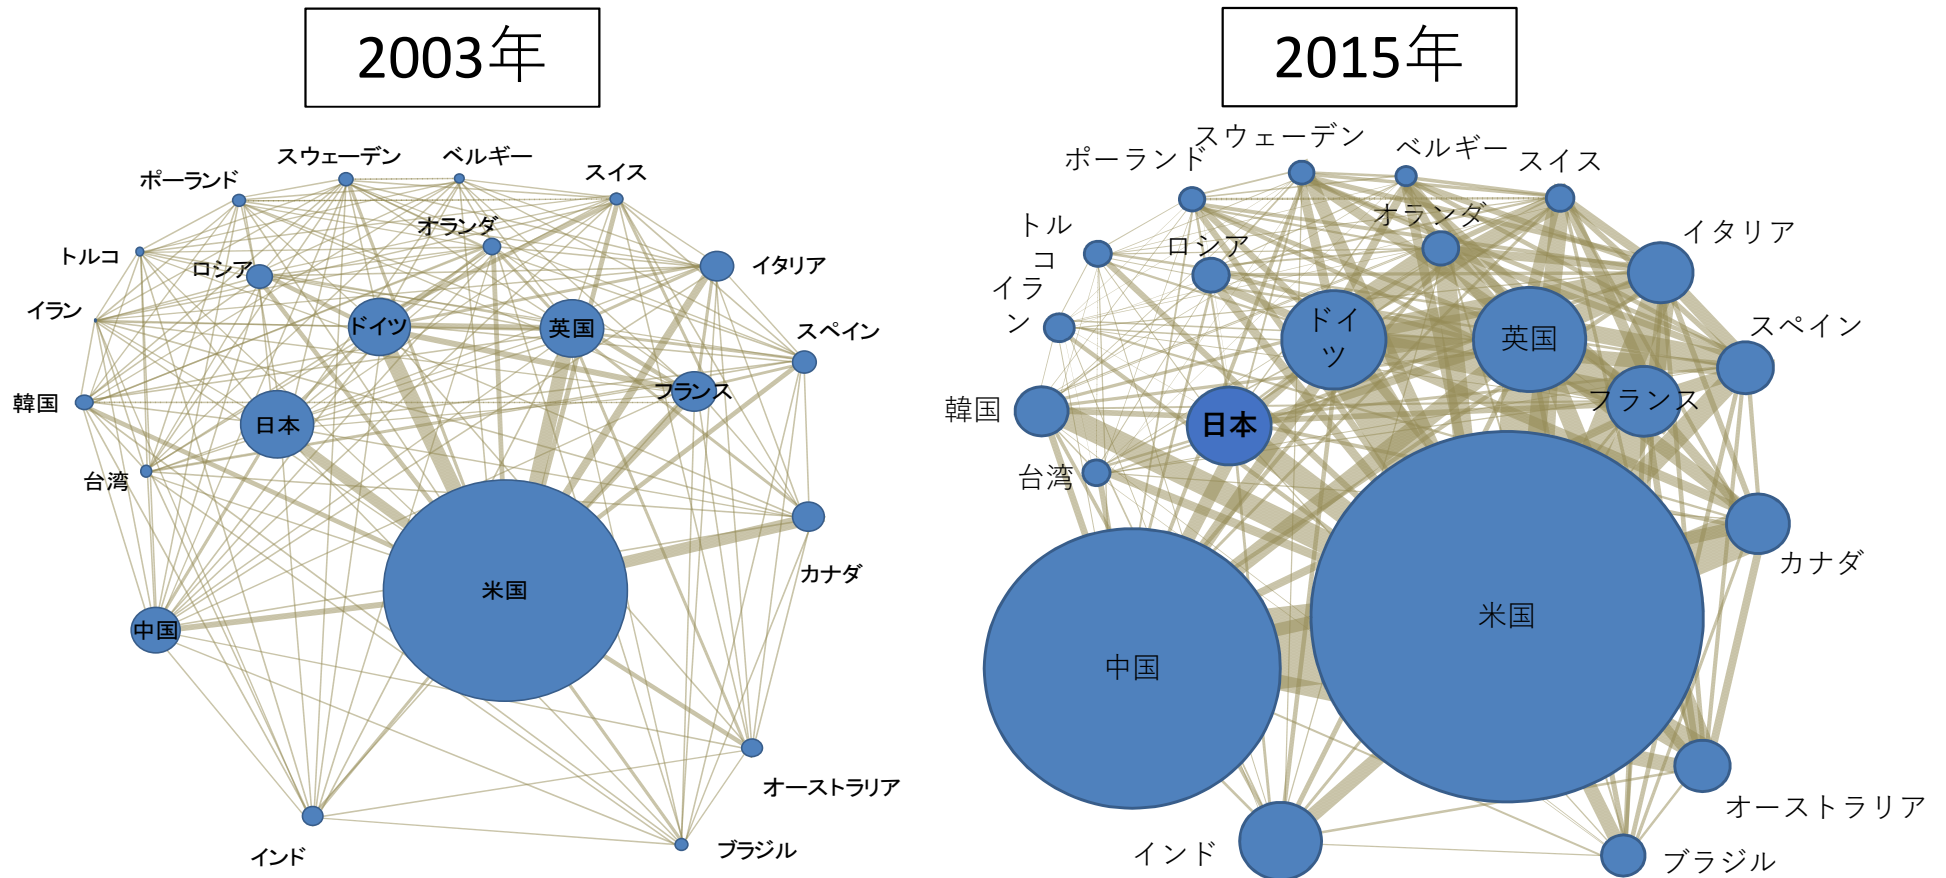 2003年
スウェーデン
ベルギー
スイス
ポーランド
オランダ
トルコ
ロシア
イタリア
イラン
ドイツ
英国
スペイン
韓国
日本
フランス
台湾
カナダ
米国
中国
オーストラリア
インド
ブラジル
2015年
スウェーデン
ベルギー
スイス
ポーランド
オランダ
トル
コ
ロシア
イタリア
イラ
ン
ドイ
ツ
英国
スペイン
韓国
日本
フランス
台湾
カナダ
米国
中国
オーストラリア
インド
ブラジル